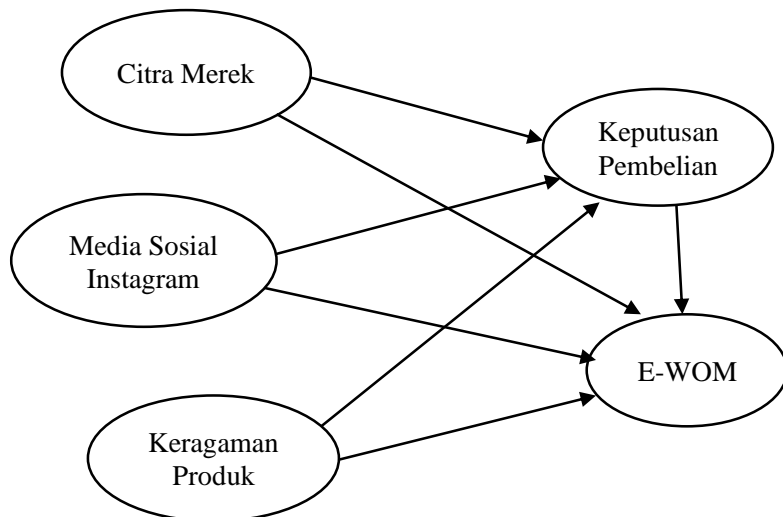 Citra Merek
Keputusan
Pembelian
Media Sosial
Instagram
E-WOM
Keragaman
Produk